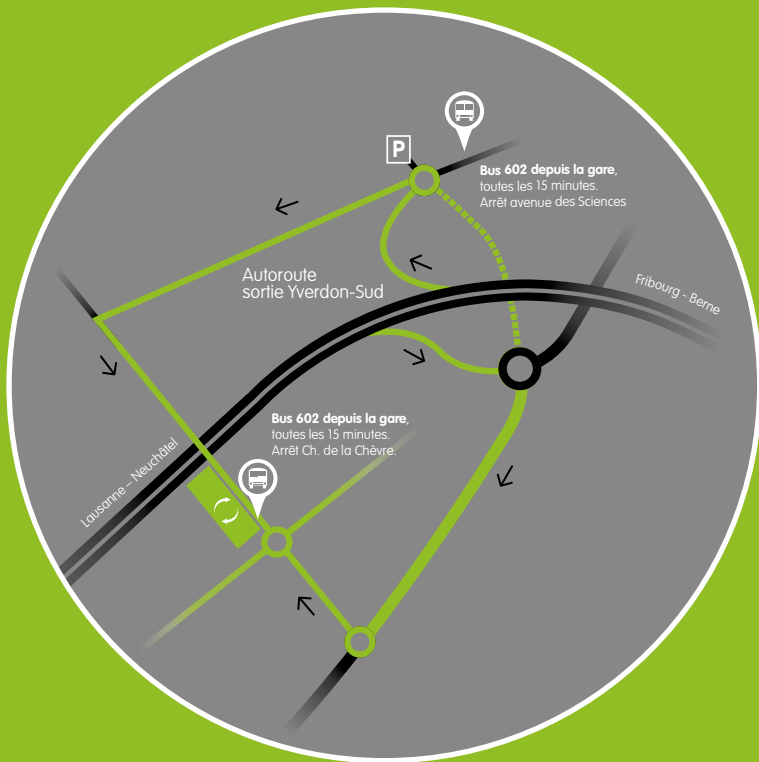 P
Bus 602 depuis la gare,
toutes les 15 minutes.
Arrêt avenue des Sciences
Autoroute
sortie Yverdon-Sud
Fribourg - Berne
Bus 602 depuis la gare,
toutes les 15 minutes.
Arrêt Ch. de la Chèvre.
Lausanne – Neuchâtel